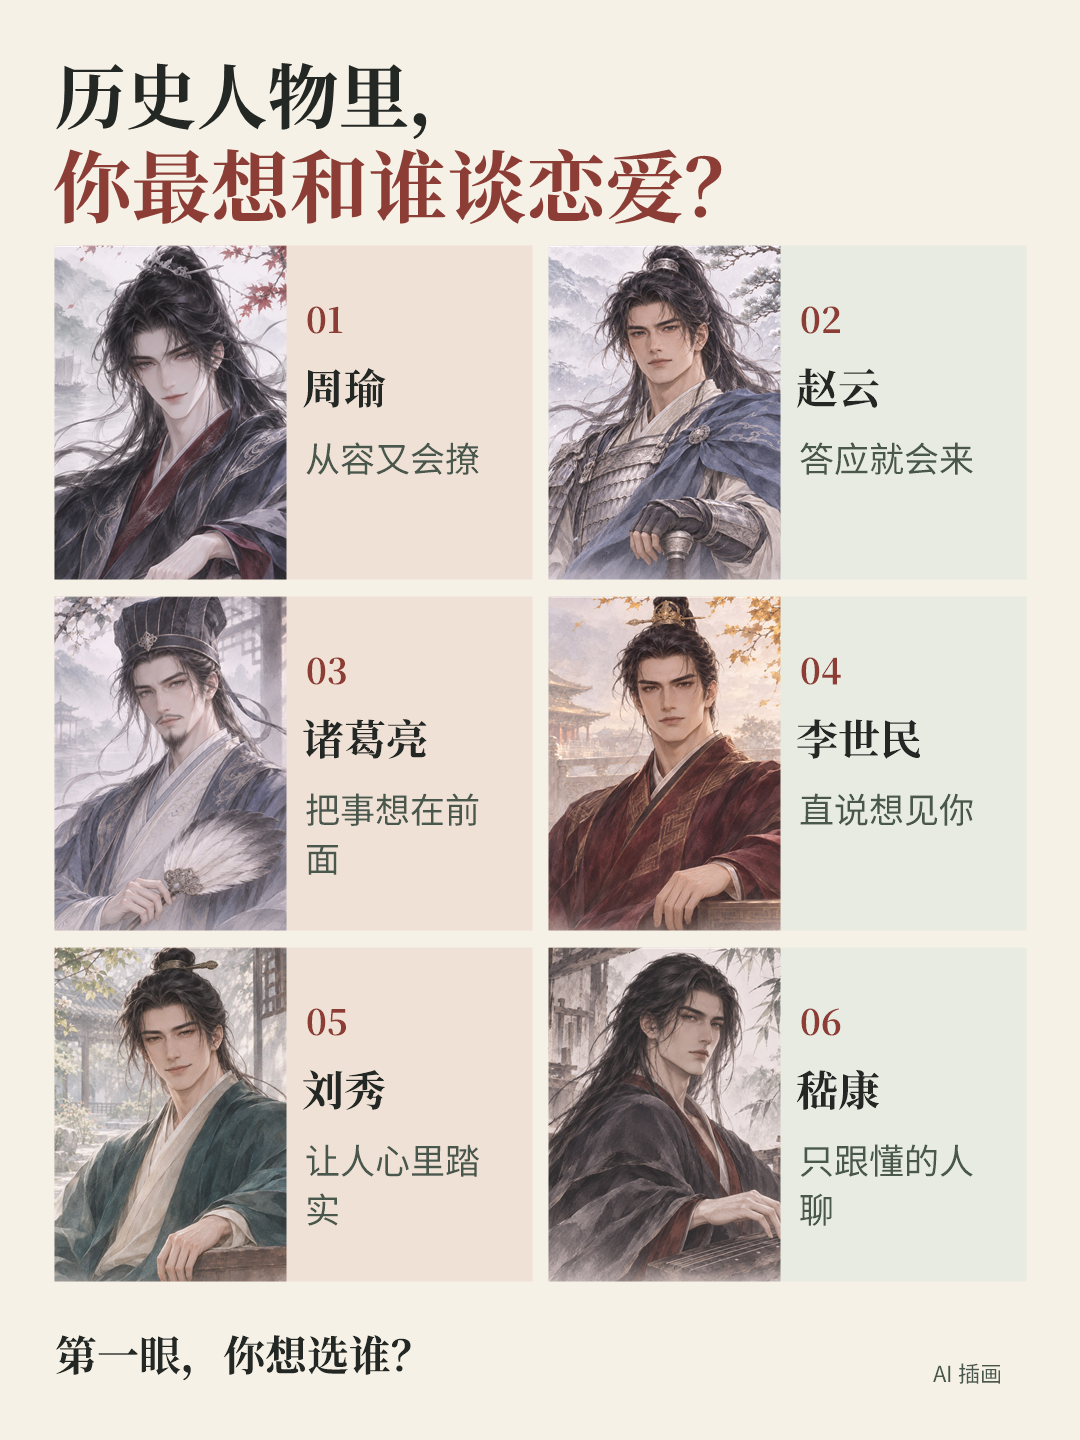 历史人物里，
你最想和谁谈恋爱？
01
周瑜
从容又会撩
02
赵云
答应就会来
03
诸葛亮
把事想在前
面
04
李世民
直说想见你
05
刘秀
让人心里踏
实
06
嵇康
只跟懂的人
聊
第一眼，你想选谁？
AI 插画